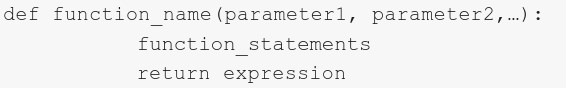 def function_name(parameter1, parameter2,…):
function_statements
return expression